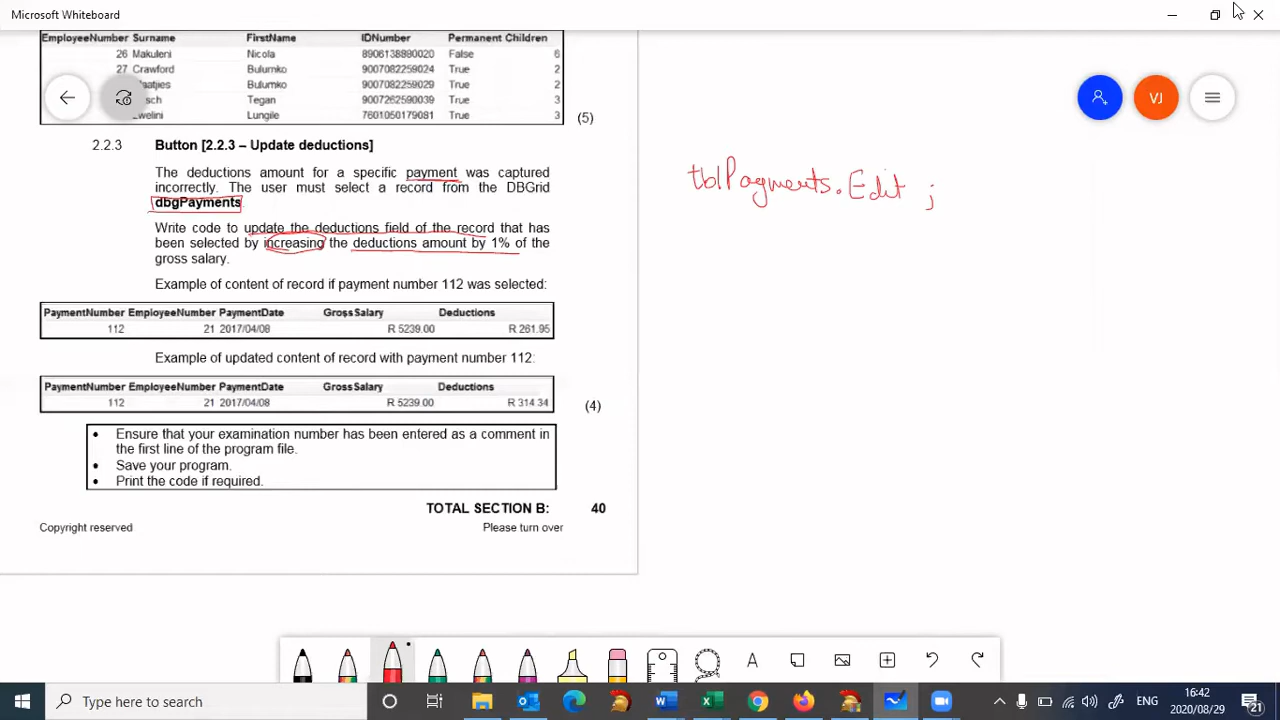 Microsoft Whiteboard
EmployeeNumber Surname FirstName IDNumber Permanent Children
26 Makuleni Nicola 8906138890020 False 6
27 Crawford Bulumko 9007082259024 True 2
Bulumko 9007082259029 True 2
Tegan 9007262590039 True 3
Lungile 7601050179081 True 3
(5)
VJ
2.2.3 Button [2.2.3 – Update deductions]
The deductions amount for a specific payment was captured
incorrectly. The user must select a record from the DBGrid
dbgPayments.
Write code to update the deductions field of the record that has
been selected by increasing the deductions amount by 1% of the
gross salary.
tblPayments.Edit ;
Example of content of record if payment number 112 was selected:
PaymentNumber EmployeeNumber PaymentDate GrossSalary Deductions
112 21 2017/04/08 R 5239.00 R 261.95
Example of updated content of record with payment number 112:
PaymentNumber EmployeeNumber PaymentDate GrossSalary Deductions
112 21 2017/04/08 R 5239.00 R 314.34
(4)
• Ensure that your examination number has been entered as a comment in
the first line of the program file.
• Save your program.
• Print the code if required.
TOTAL SECTION B: 40
Copyright reserved Please turn over
A
Type here to search
ENG
16:42
2020/08/29
21